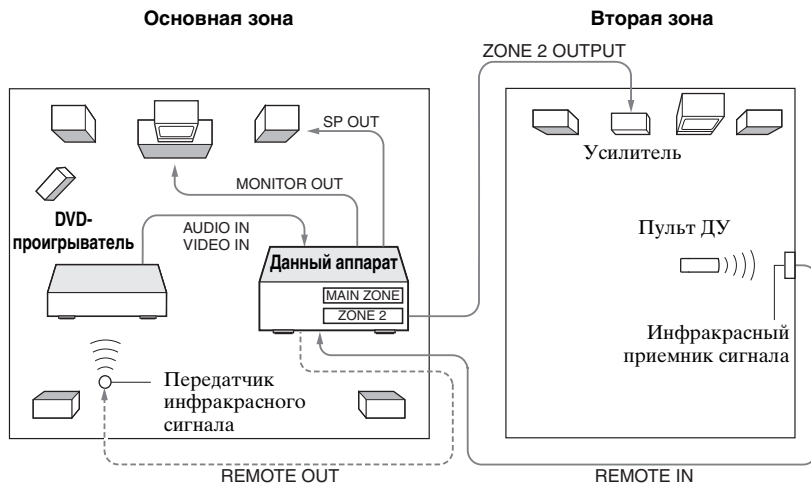 Основная зона
Вторая зона
ZONE 2 OUTPUT
SP OUT
Усилитель
MONITOR OUT
DVD-
проигрыватель
AUDIO IN
VIDEO IN
Данный аппарат
MAIN ZONE
ZONE 2
Пульт ДУ
Инфракрасный
приемник сигнала
Передатчик
инфракрасного
сигнала
REMOTE OUT
REMOTE IN